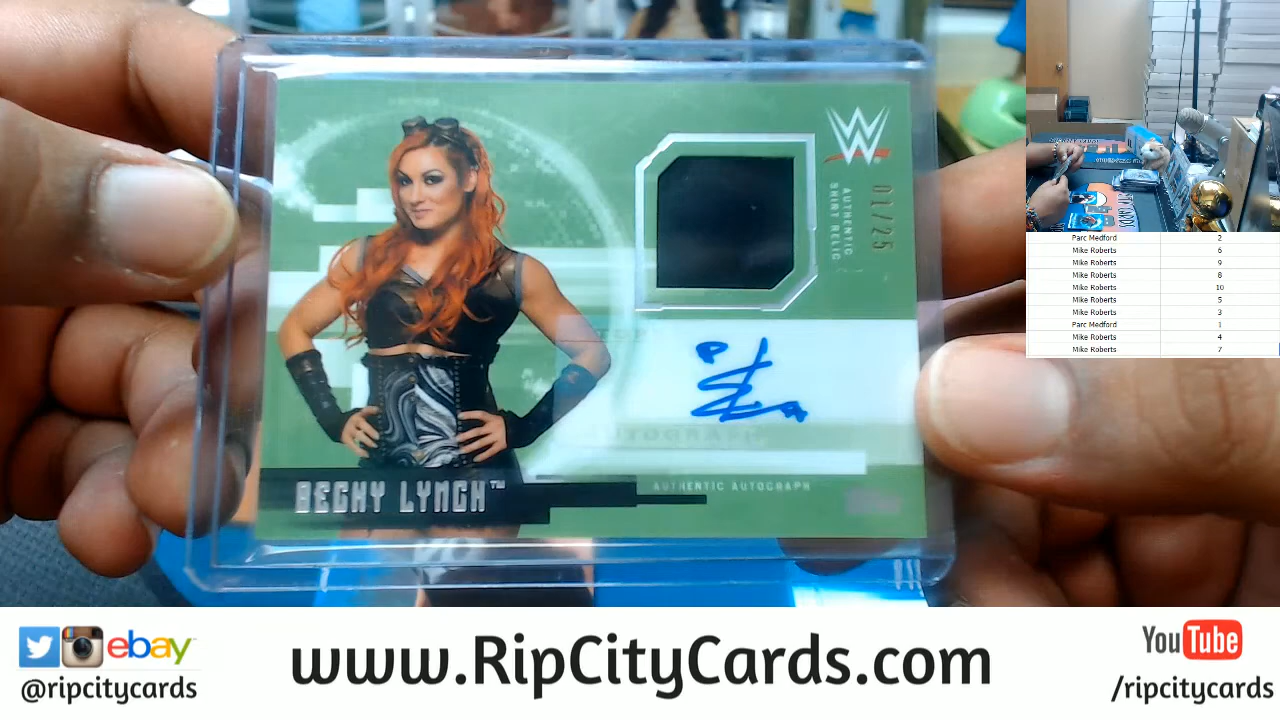 W
AUTHENTIC
SHIRT RELIC
01/25
BECKY LYNCH™
AUTOGRAPH
AUTHENTIC AUTOGRAPH
Parc Medford 2
Mike Roberts 6
Mike Roberts 9
Mike Roberts 8
Mike Roberts 10
Mike Roberts 5
Mike Roberts 3
Parc Medford 1
Mike Roberts 4
Mike Roberts 7
ebay™
@ripcitycards
www.RipCityCards.com
YouTube
/ripcitycards